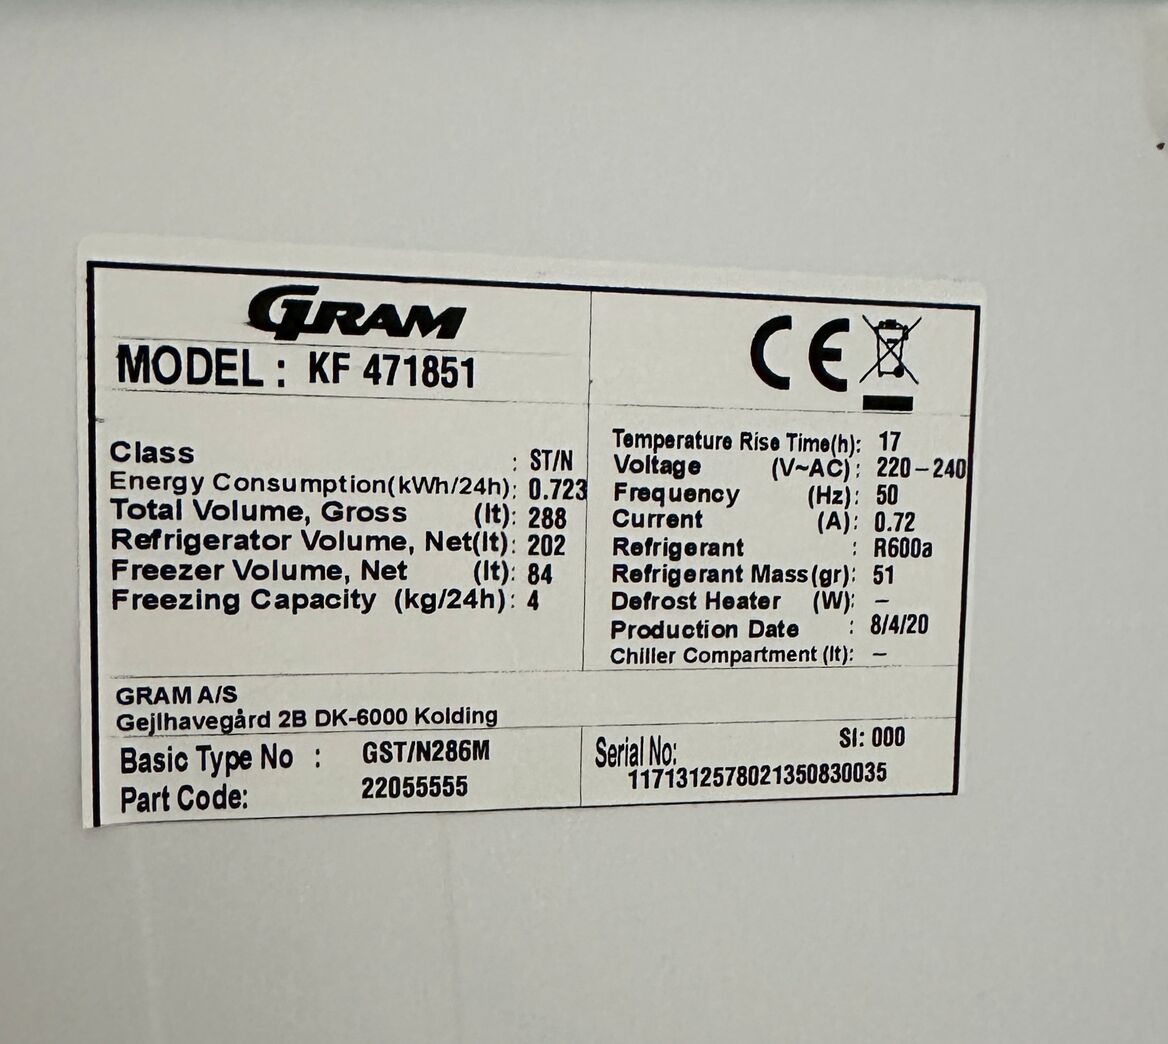 GRAM
MODEL: KF 471851
CE
Class : ST/N
Energy Consumption(kWh/24h): 0.723
Total Volume, Gross (lt): 288
Refrigerator Volume, Net(lt): 202
Freezer Volume, Net (lt): 84
Freezing Capacity (kg/24h): 4
Temperature Rise Time(h): 17
Voltage (V~AC): 220-240
Frequency (Hz): 50
Current (A): 0.72
Refrigerant : R600a
Refrigerant Mass(gr): 51
Defrost Heater (W): -
Production Date : 8/4/20
Chiller Compartment (lt): -
GRAM A/S
Gejlhavegård 2B DK-6000 Kolding
Basic Type No : GST/N286M
Part Code: 22055555
Serial No: SI: 000
1171312578021350830035